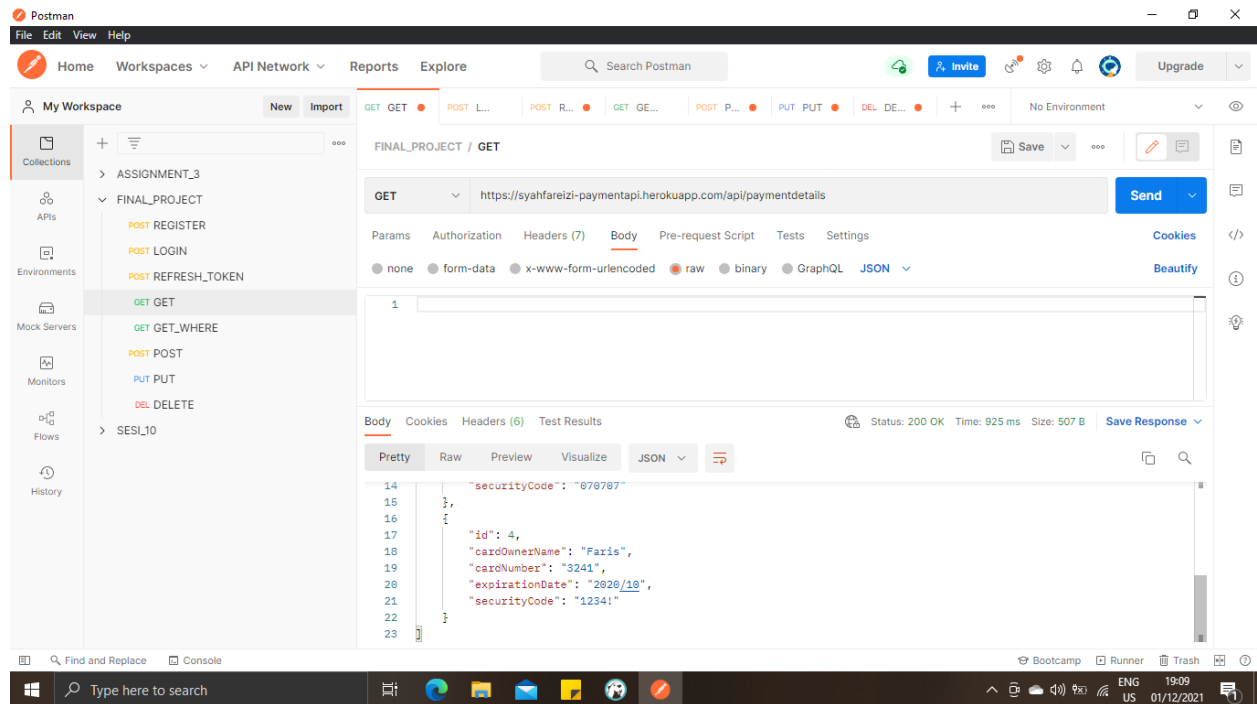 Postman
File Edit View Help
Home Workspaces API Network Reports Explore Search Postman Invite Upgrade
My Workspace New Import GET GET POST L... POST R... GET GE... POST P... PUT PUT DEL DE... No Environment
Collections
APIs
Environments
Mock Servers
Monitors
Flows
History
ASSIGNMENT_3
FINAL_PROJECT
POST REGISTER
POST LOGIN
POST REFRESH_TOKEN
GET GET
GET GET_WHERE
POST POST
PUT PUT
DEL DELETE
SESI_10
FINAL_PROJECT / GET Save
GET https://syahfareizi-paymentapi.herokuapp.com/api/paymentdetails Send
Params Authorization Headers (7) Body Pre-request Script Tests Settings Cookies
none form-data x-www-form-urlencoded raw binary GraphQL JSON Beautify
1
Body Cookies Headers (6) Test Results Status: 200 OK Time: 925 ms Size: 507 B Save Response
Pretty Raw Preview Visualize JSON
14 "securityCode": "070707"
15 },
16 {
17 "id": 4,
18 "cardOwnerName": "Faris",
19 "cardNumber": "3241",
20 "expirationDate": "2020/10",
21 "securityCode": "1234!"
22 }
23 ]
Find and Replace Console Bootcamp Runner Trash
Type here to search ENG 19:09
US 01/12/2021